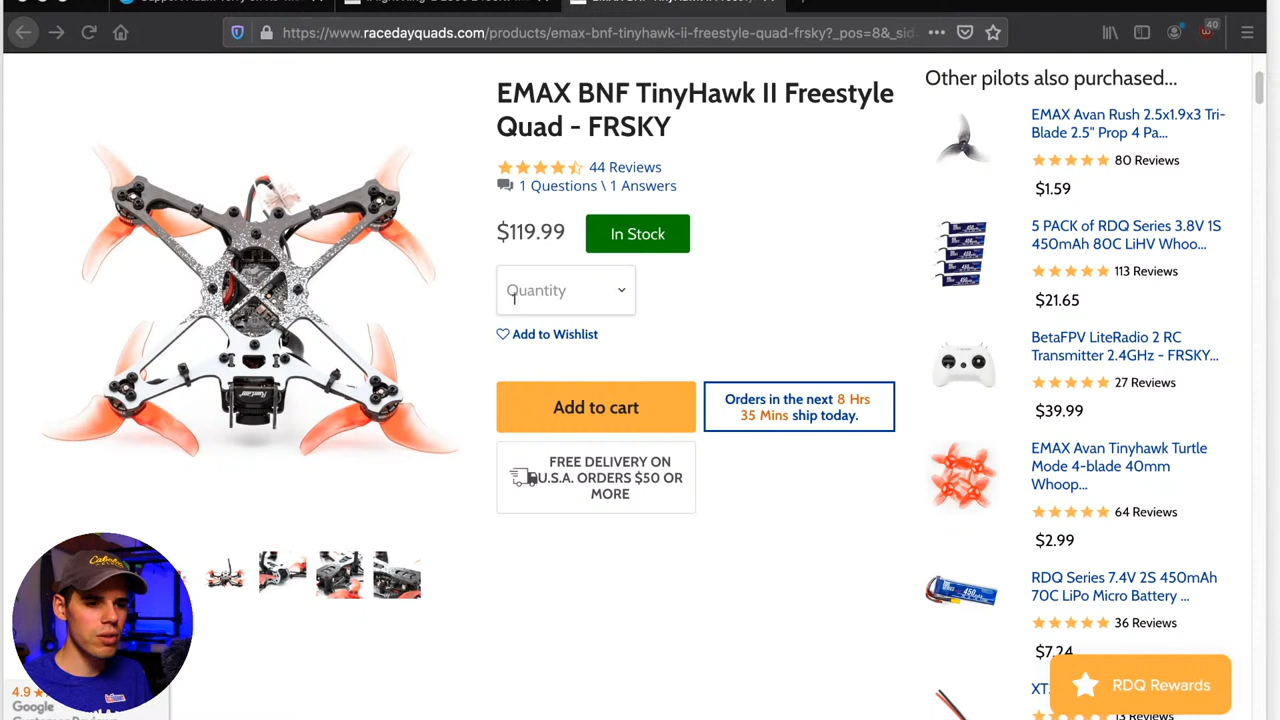 https://www.racedayquads.com/products/emax-bnf-tinyhawk-ii-freestyle-quad-frsky?_pos=8&_sid
40
EMAX BNF TinyHawk II Freestyle
Quad - FRSKY
44 Reviews
1 Questions \ 1 Answers
$119.99
In Stock
Quantity
Add to Wishlist
Add to cart
Orders in the next 8 Hrs
35 Mins ship today.
FREE DELIVERY ON
U.S.A. ORDERS $50 OR
MORE
Other pilots also purchased...
EMAX Avan Rush 2.5x1.9x3 Tri-
Blade 2.5" Prop 4 Pa...
80 Reviews
$1.59
5 PACK of RDQ Series 3.8V 1S
450mAh 80C LiHV Whoo...
113 Reviews
$21.65
BetaFPV LiteRadio 2 RC
Transmitter 2.4GHz - FRSKY...
27 Reviews
$39.99
EMAX Avan Tinyhawk Turtle
Mode 4-blade 40mm
Whoop...
64 Reviews
$2.99
RDQ Series 7.4V 2S 450mAh
70C LiPo Micro Battery ...
36 Reviews
$7.24
RDQ Rewards
13 Reviews
4.9
Google
Customer Reviews